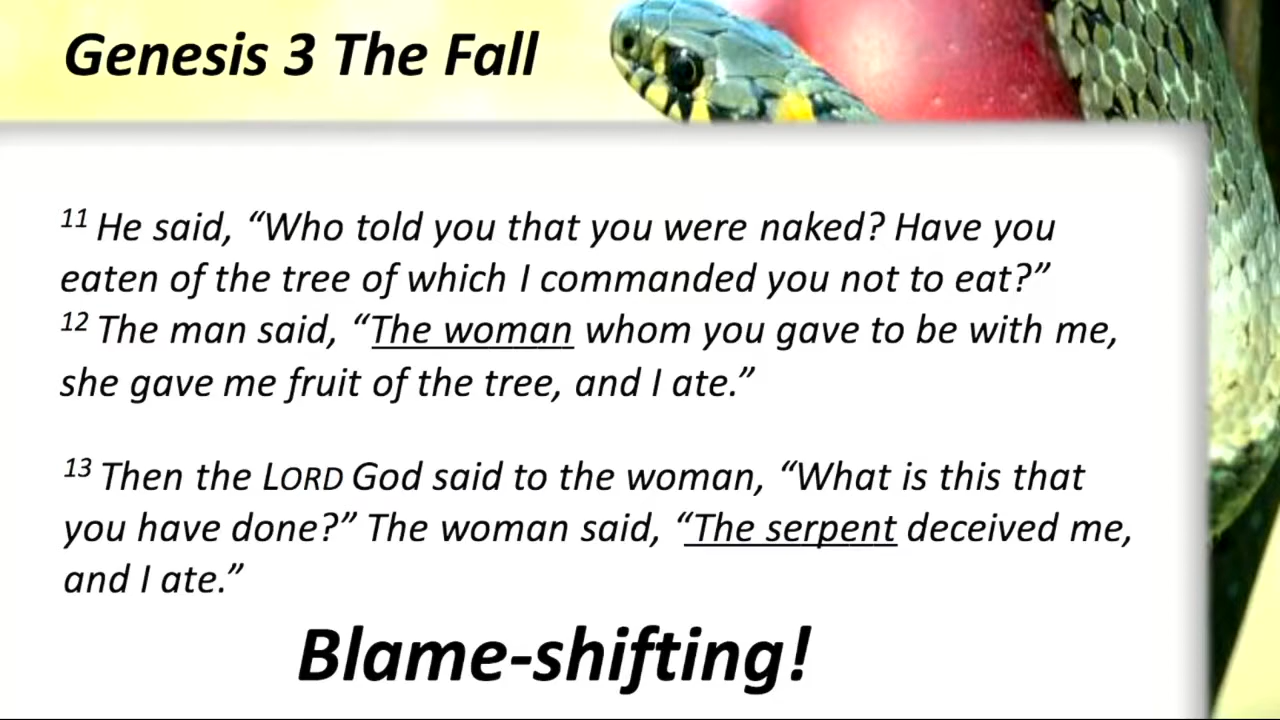 Genesis 3 The Fall
11 He said, “Who told you that you were naked? Have you
eaten of the tree of which I commanded you not to eat?”
12 The man said, “The woman whom you gave to be with me,
she gave me fruit of the tree, and I ate.”
13 Then the LORD God said to the woman, “What is this that
you have done?” The woman said, “The serpent deceived me,
and I ate.”
Blame-shifting!